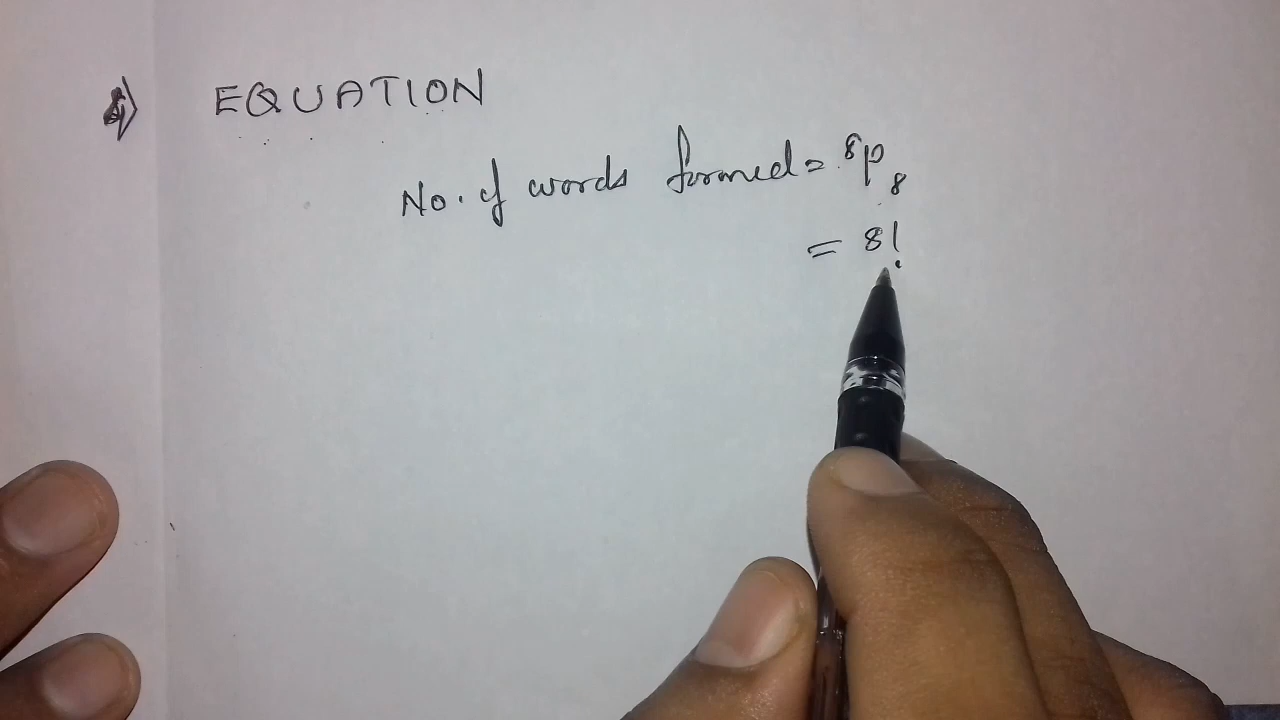 EQUATION
No. of words formed = ⁸P₈
= 8!